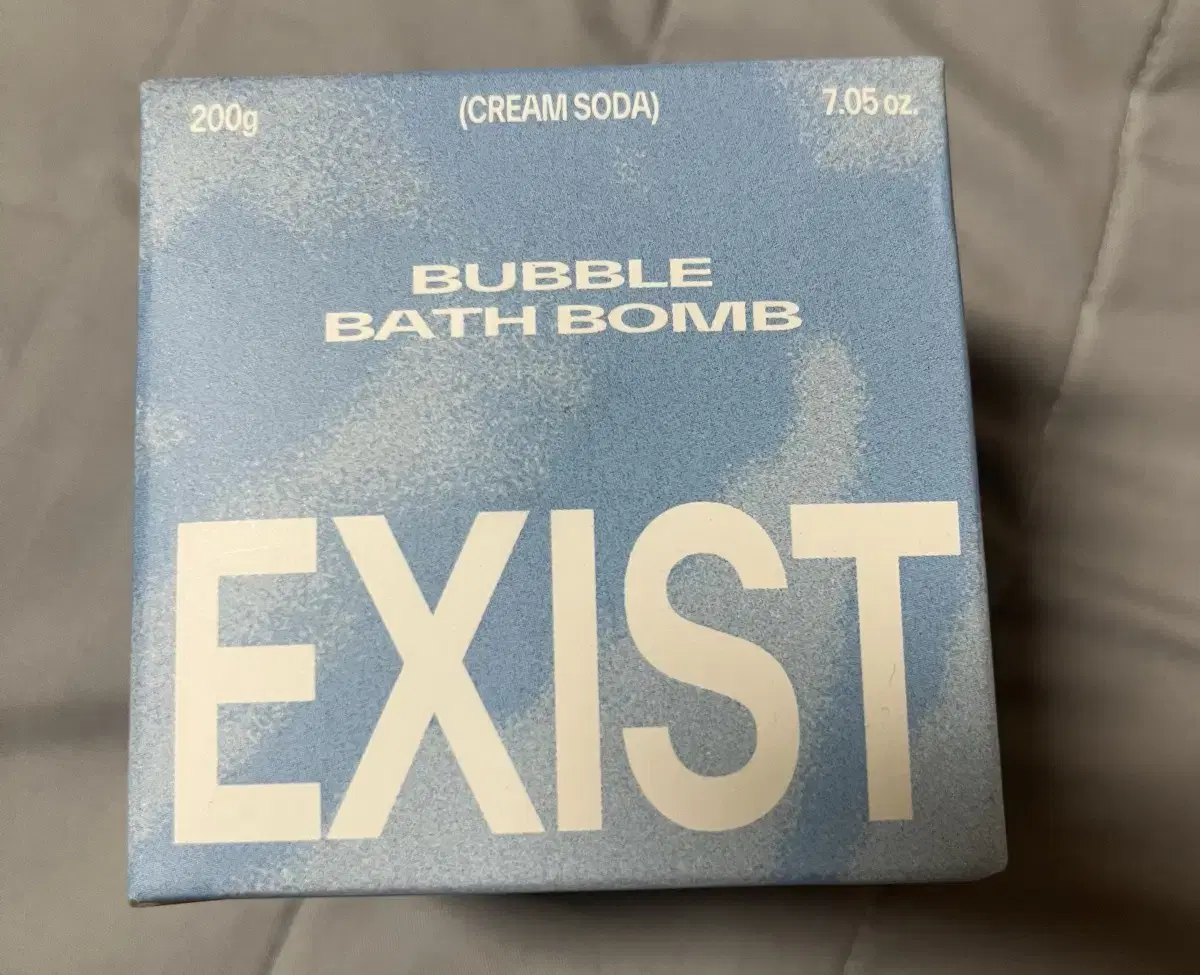 200g (CREAM SODA) 7.05 oz.
BUBBLE
BATH BOMB
EXIST